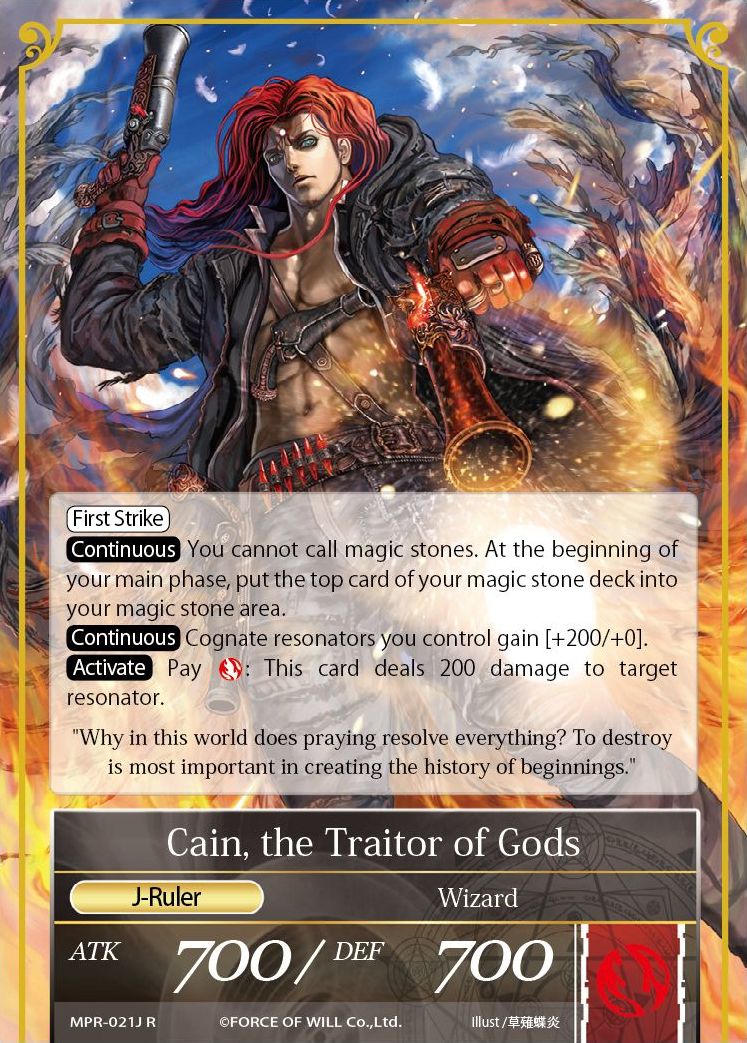 First Strike
Continuous You cannot call magic stones. At the beginning of
your main phase, put the top card of your magic stone deck into
your magic stone area.
Continuous Cognate resonators you control gain [+200/+0].
Activate Pay : This card deals 200 damage to target
resonator.
"Why in this world does praying resolve everything? To destroy
is most important in creating the history of beginnings."
Cain, the Traitor of Gods
J-Ruler Wizard
ATK 700 / DEF 700
MPR-021J R ©FORCE OF WILL Co.,Ltd. Illust /草薙蝶炎